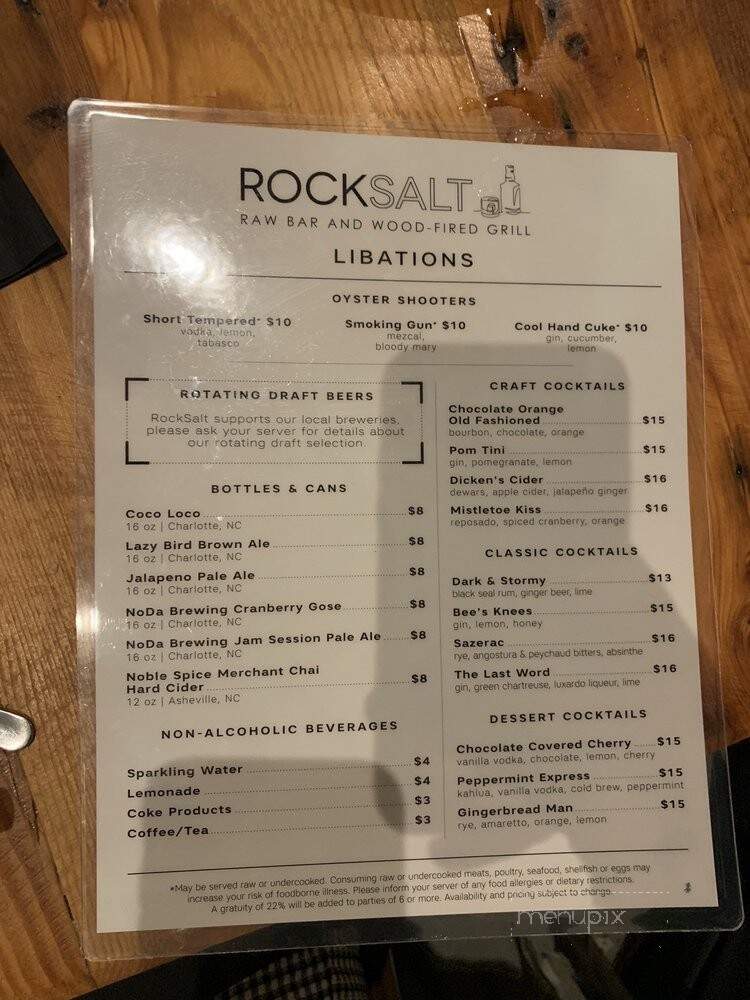 ROCKSALT
RAW BAR AND WOOD-FIRED GRILL
LIBATIONS
OYSTER SHOOTERS
Short Tempered* $10
vodka, lemon,
tabasco
Smoking Gun* $10
mezcal,
bloody mary
Cool Hand Cuke* $10
gin, cucumber,
lemon
ROTATING DRAFT BEERS
RockSalt supports our local breweries,
please ask your server for details about
our rotating draft selection.
BOTTLES & CANS
Coco Loco $8
16 oz | Charlotte, NC
Lazy Bird Brown Ale $8
16 oz | Charlotte, NC
Jalapeno Pale Ale $8
16 oz | Charlotte, NC
NoDa Brewing Cranberry Gose $8
16 oz | Charlotte, NC
NoDa Brewing Jam Session Pale Ale $8
16 oz | Charlotte, NC
Noble Spice Merchant Chai
Hard Cider $8
12 oz | Asheville, NC
NON-ALCOHOLIC BEVERAGES
Sparkling Water $4
Lemonade $4
Coke Products $3
Coffee/Tea $3
CRAFT COCKTAILS
Chocolate Orange
Old Fashioned $15
bourbon, chocolate, orange
Pom Tini $15
gin, pomegranate, lemon
Dicken's Cider $16
dewars, apple cider, jalapeño ginger
Mistletoe Kiss $16
reposado, spiced cranberry, orange
CLASSIC COCKTAILS
Dark & Stormy $13
black seal rum, ginger beer, lime
Bee's Knees $15
gin, lemon, honey
Sazerac $16
rye, angostura & peychaud bitters, absinthe
The Last Word $16
gin, green chartreuse, luxardo liqueur, lime
DESSERT COCKTAILS
Chocolate Covered Cherry $15
vanilla vodka, chocolate, lemon, cherry
Peppermint Express $15
kahlua, vanilla vodka, cold brew, peppermint
Gingerbread Man $15
rye, amaretto, orange, lemon
*May be served raw or undercooked. Consuming raw or undercooked meats, poultry, seafood, shellfish or eggs may
increase your risk of foodborne illness. Please inform your server of any food allergies or dietary restrictions.
A gratuity of 22% will be added to parties of 6 or more. Availability and pricing subject to change.
menupix